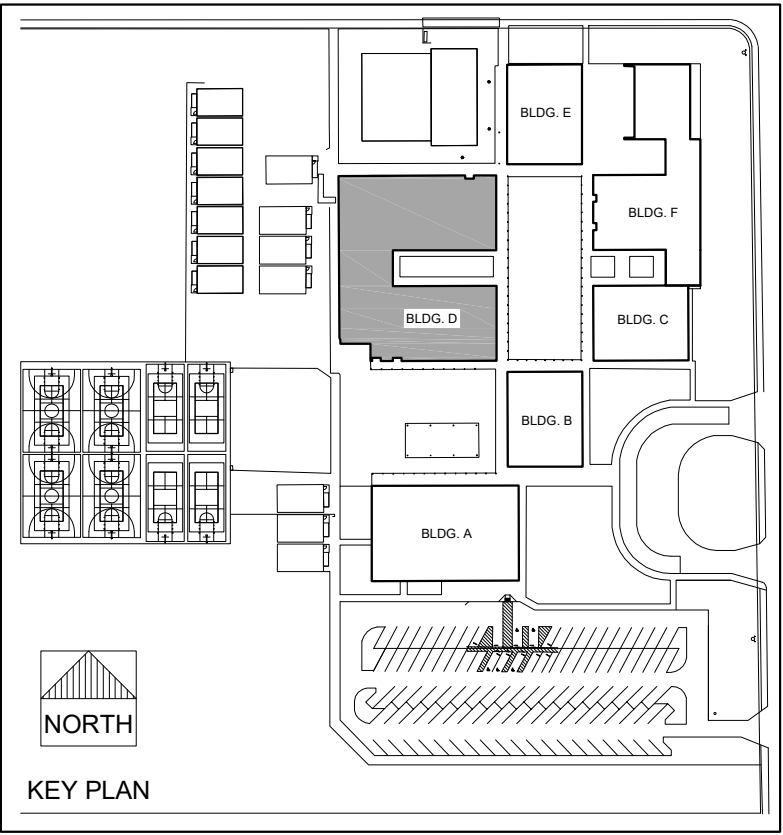 BLDG. E
BLDG. F
BLDG. D
BLDG. C
BLDG. B
BLDG. A
NORTH
KEY PLAN